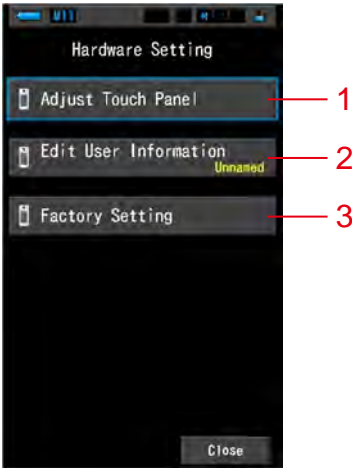 Hardware Setting
Adjust Touch Panel
1
Edit User Information
Unnamed
2
Factory Setting
3
Close